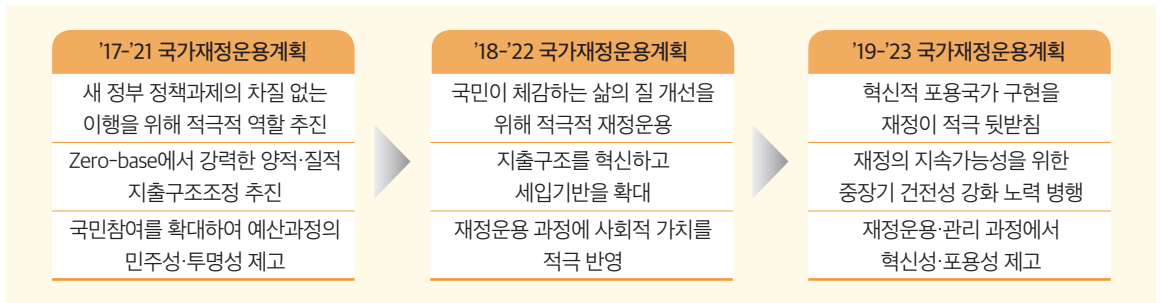 ’17-’21 국가재정운용계획
새 정부 정책과제의 차질 없는
이행을 위해 적극적 역할 추진
Zero-base에서 강력한 양적·질적
지출구조조정 추진
국민참여를 확대하여 예산과정의
민주성·투명성 제고
’18-’22 국가재정운용계획
국민이 체감하는 삶의 질 개선을
위해 적극적 재정운용
지출구조를 혁신하고
세입기반을 확대
재정운용 과정에 사회적 가치를
적극 반영
’19-’23 국가재정운용계획
혁신적 포용국가 구현을
재정이 적극 뒷받침
재정의 지속가능성을 위한
중장기 건전성 강화 노력 병행
재정운용·관리 과정에서
혁신성·포용성 제고